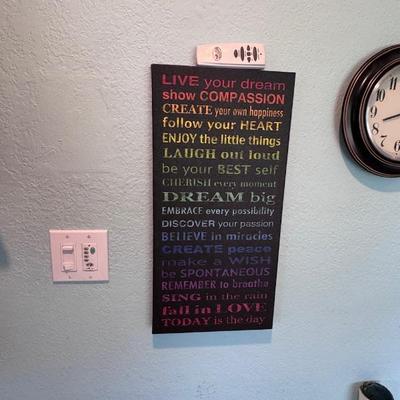 LIVE your dream
show COMPASSION
CREATE your own happiness
follow your HEART
ENJOY the little things
LAUGH out loud
be your BEST self
CHERISH every moment
DREAM big
EMBRACE every possibility
DISCOVER your passion
BELIEVE in miracles
CREATE peace
make a WISH
be SPONTANEOUS
REMEMBER to breathe
SING in the rain
fall in LOVE
TODAY is the day